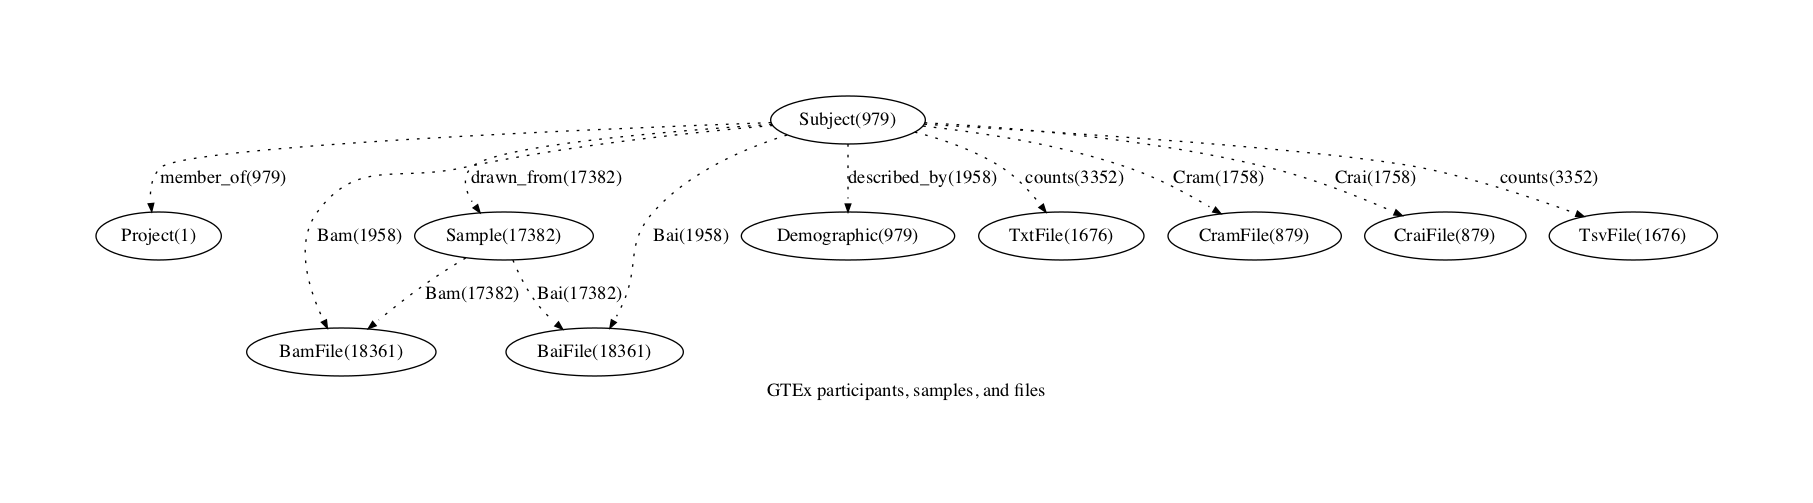 Subject(979)
member_of(979)
drawn_from(17382)
described_by(1958)
counts(3352)
Cram(1758)
Crai(1758)
counts(3352)
Project(1)
Bam(1958)
Sample(17382)
Bai(1958)
Demographic(979)
TxtFile(1676)
CramFile(879)
CraiFile(879)
TsvFile(1676)
Bam(17382)
Bai(17382)
BamFile(18361)
BaiFile(18361)
GTEx participants, samples, and files